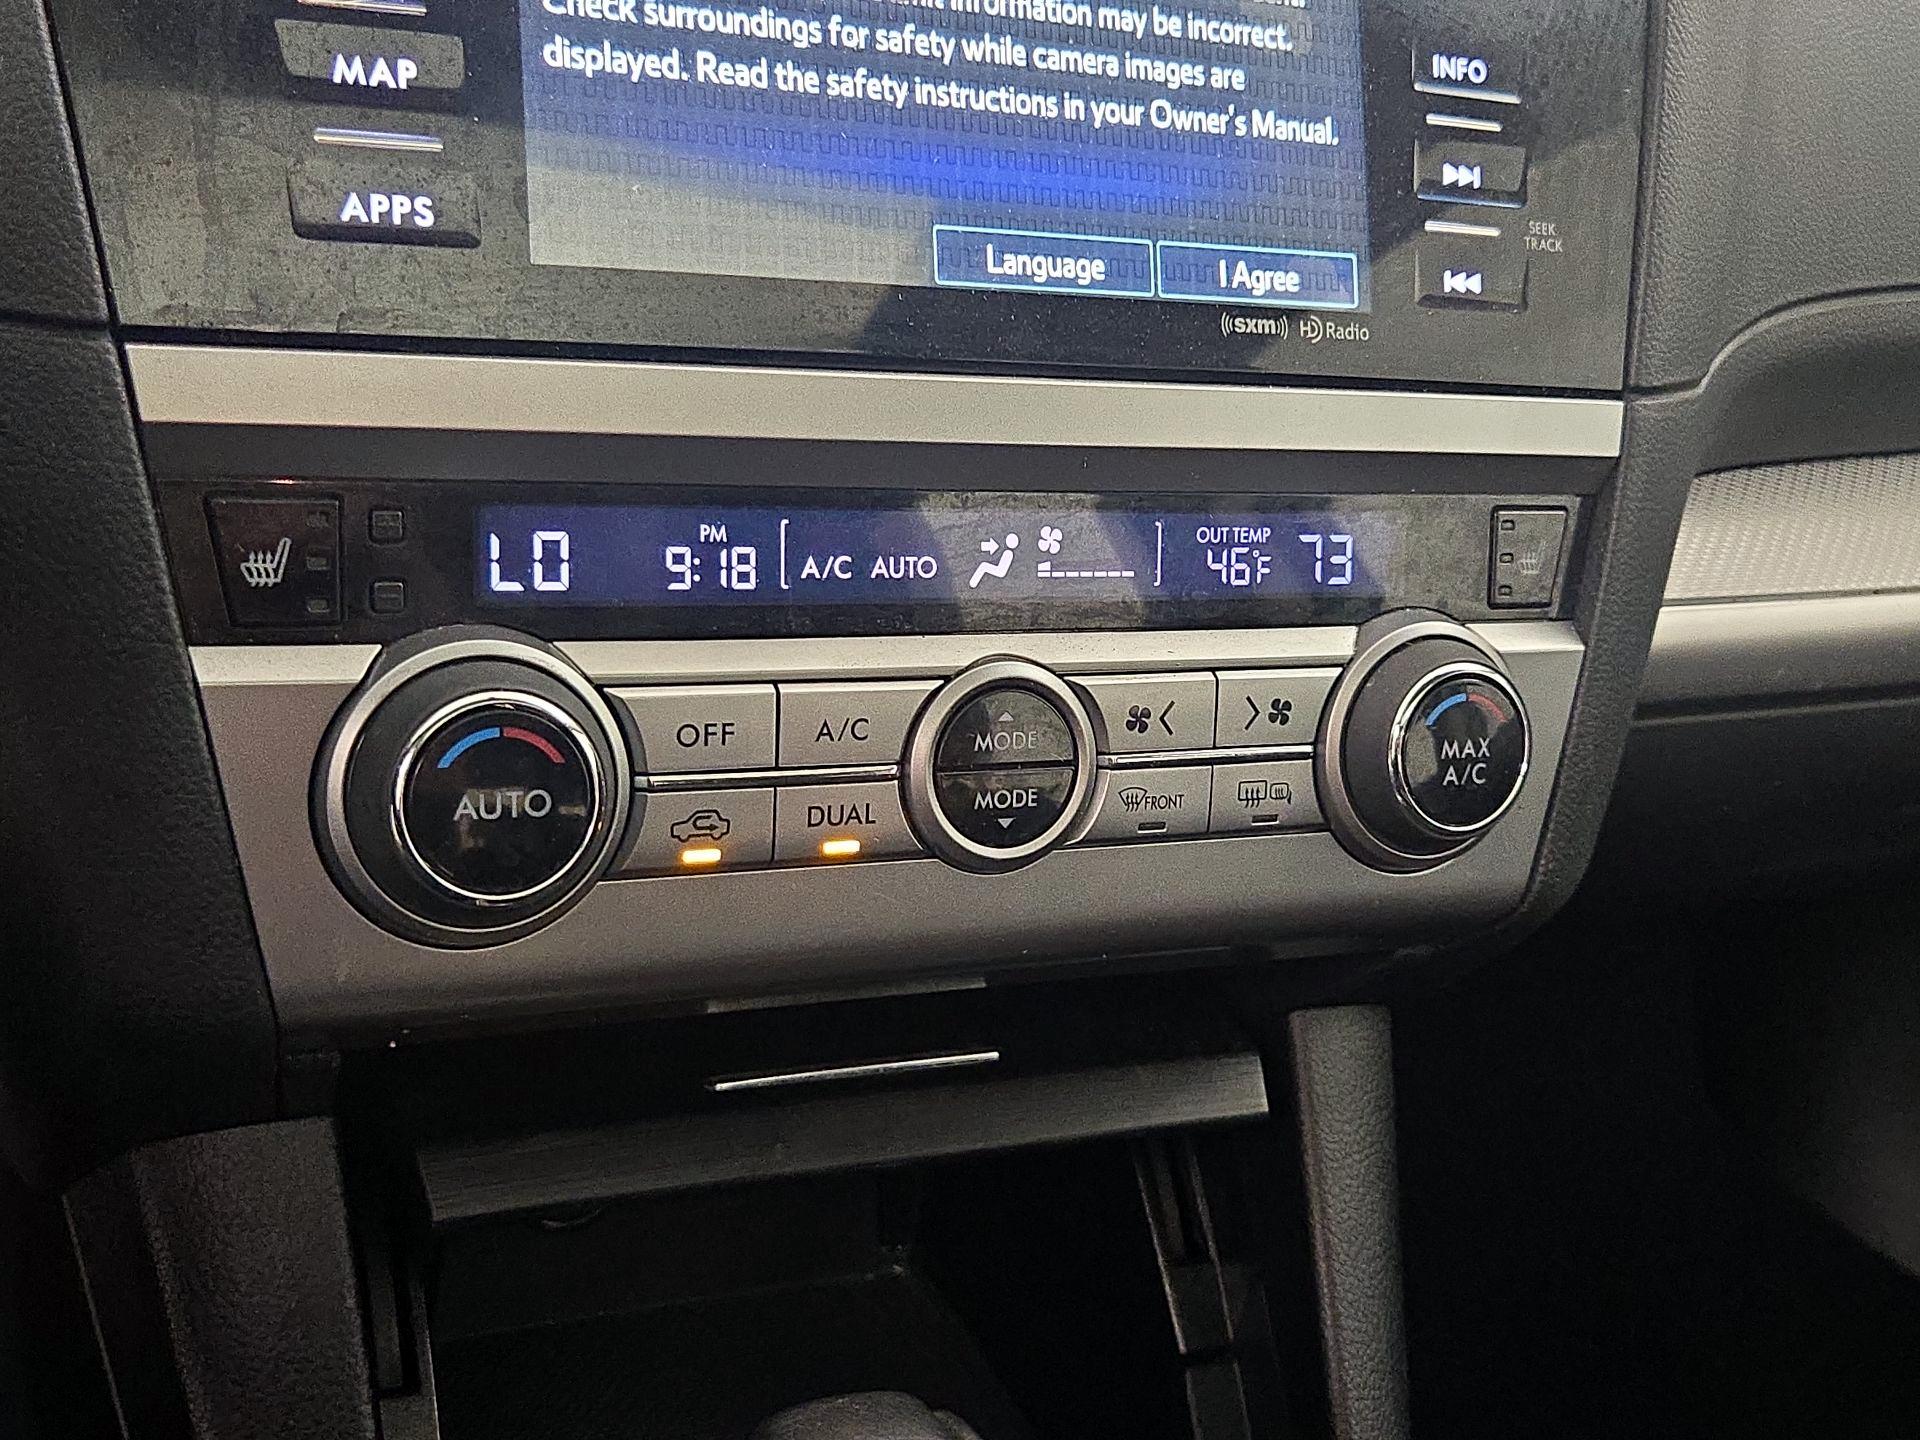 information may be incorrect.
Check surroundings for safety while camera images are
displayed. Read the safety instructions in your Owner's Manual.
Language
I Agree
MAP
APPS
INFO
SEEK
TRACK
((sxm)) HD Radio
LO
PM
9:18
A/C AUTO
OUT TEMP
46°F
73
AUTO
OFF
A/C
DUAL
MODE
MODE
FRONT
MAX
A/C